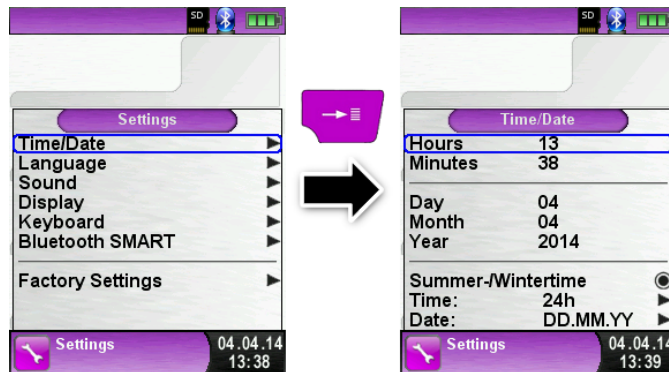 SD
Settings
Time/Date
Language
Sound
Display
Keyboard
Bluetooth SMART
Factory Settings
Settings
04.04.14
13:38
SD
Time/Date
Hours 13
Minutes 38
Day 04
Month 04
Year 2014
Summer-/Wintertime
Time: 24h
Date: DD.MM.YY
Settings
04.04.14
13:39